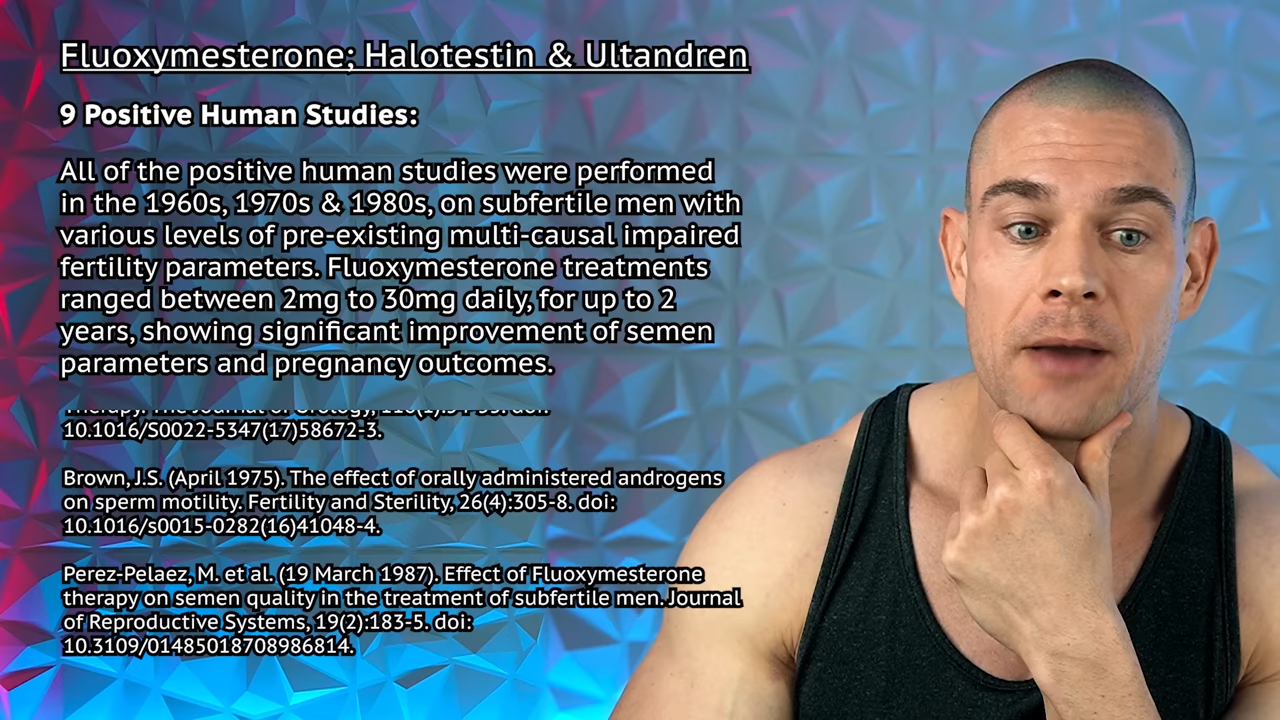 Fluoxymesterone; Halotestin & Ultandren
9 Positive Human Studies:
All of the positive human studies were performed
in the 1960s, 1970s & 1980s, on subfertile men with
various levels of pre-existing multi-causal impaired
fertility parameters. Fluoxymesterone treatments
ranged between 2mg to 30mg daily, for up to 2
years, showing significant improvement of semen
parameters and pregnancy outcomes.
Therapy. The Journal of Urology,
10.1016/S0022-5347(17)58672-3.
Brown, J.S. (April 1975). The effect of orally administered androgens
on sperm motility. Fertility and Sterility, 26(4):305-8. doi:
10.1016/s0015-0282(16)41048-4.
Perez-Pelaez, M. et al. (19 March 1987). Effect of Fluoxymesterone
therapy on semen quality in the treatment of subfertile men. Journal
of Reproductive Systems, 19(2):183-5. doi:
10.3109/01485018708986814.